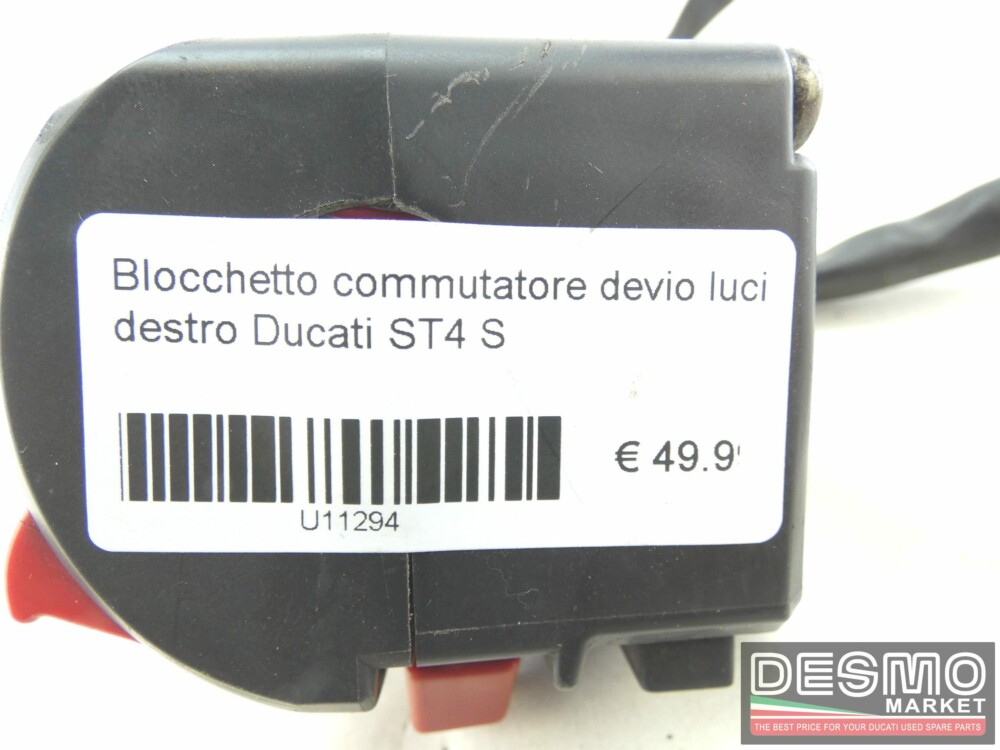 Blocchetto commutatore devio luci
destro Ducati ST4 S
€ 49.9
U11294
DESMO
MARKET
THE BEST PRICE FOR YOUR DUCATI USED SPARE PARTS